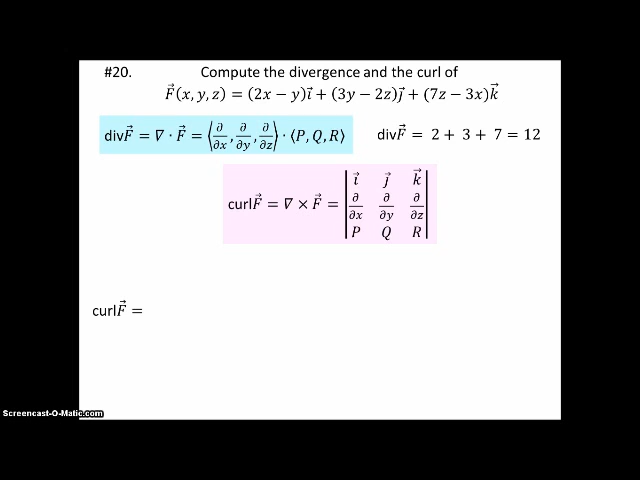 #20. Compute the divergence and the curl of
F⃗(x, y, z) = (2x − y)i⃗ + (3y − 2z)j⃗ + (7z − 3x)k⃗
divF⃗ = ∇ · F⃗ = ⟨∂/∂x, ∂/∂y, ∂/∂z⟩ · ⟨P, Q, R⟩ divF⃗ = 2 + 3 + 7 = 12
i⃗ j⃗ k⃗
curlF⃗ = ∇ × F⃗ = | ∂/∂x ∂/∂y ∂/∂z |
P Q R
curlF⃗ =
Screencast-O-Matic.com